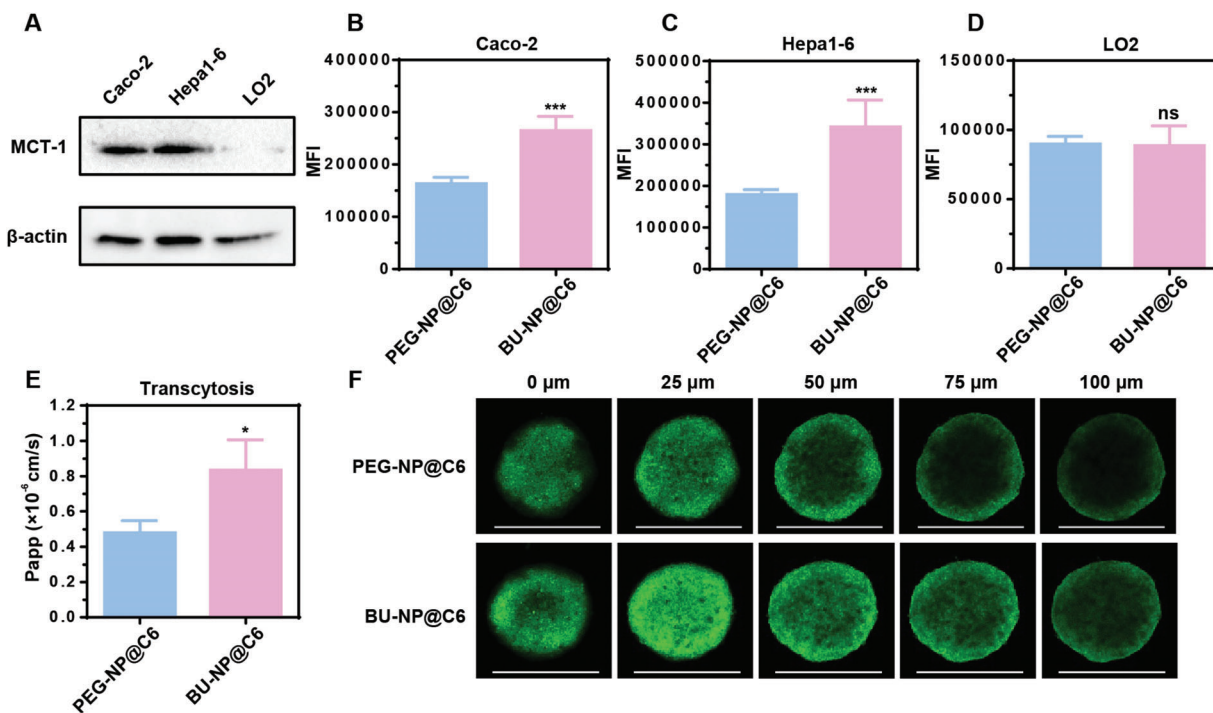 A
Caco-2
Hepa1-6
LO2
MCT-1
β-actin
B
Caco-2
MFI
400000
300000
200000
100000
0
PEG-NP@C6
BU-NP@C6
***
C
Hepa1-6
MFI
500000
400000
300000
200000
100000
0
PEG-NP@C6
BU-NP@C6
***
D
LO2
MFI
150000
100000
50000
0
PEG-NP@C6
BU-NP@C6
ns
E
Transcytosis
Papp (×10⁻⁶ cm/s)
1.2
1.0
0.8
0.6
0.4
0.2
0.0
PEG-NP@C6
BU-NP@C6
*
F
0 μm 25 μm 50 μm 75 μm 100 μm
PEG-NP@C6
BU-NP@C6